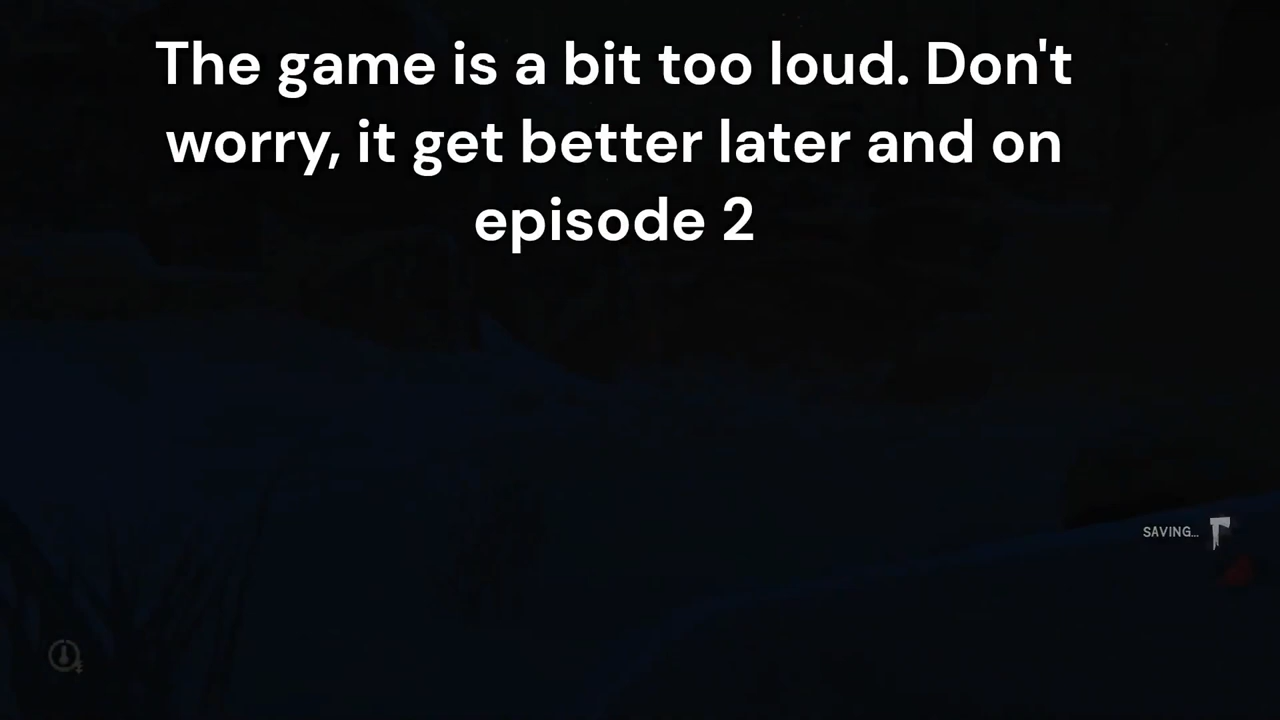 The game is a bit too loud. Don't
worry, it get better later and on
episode 2
SAVING...